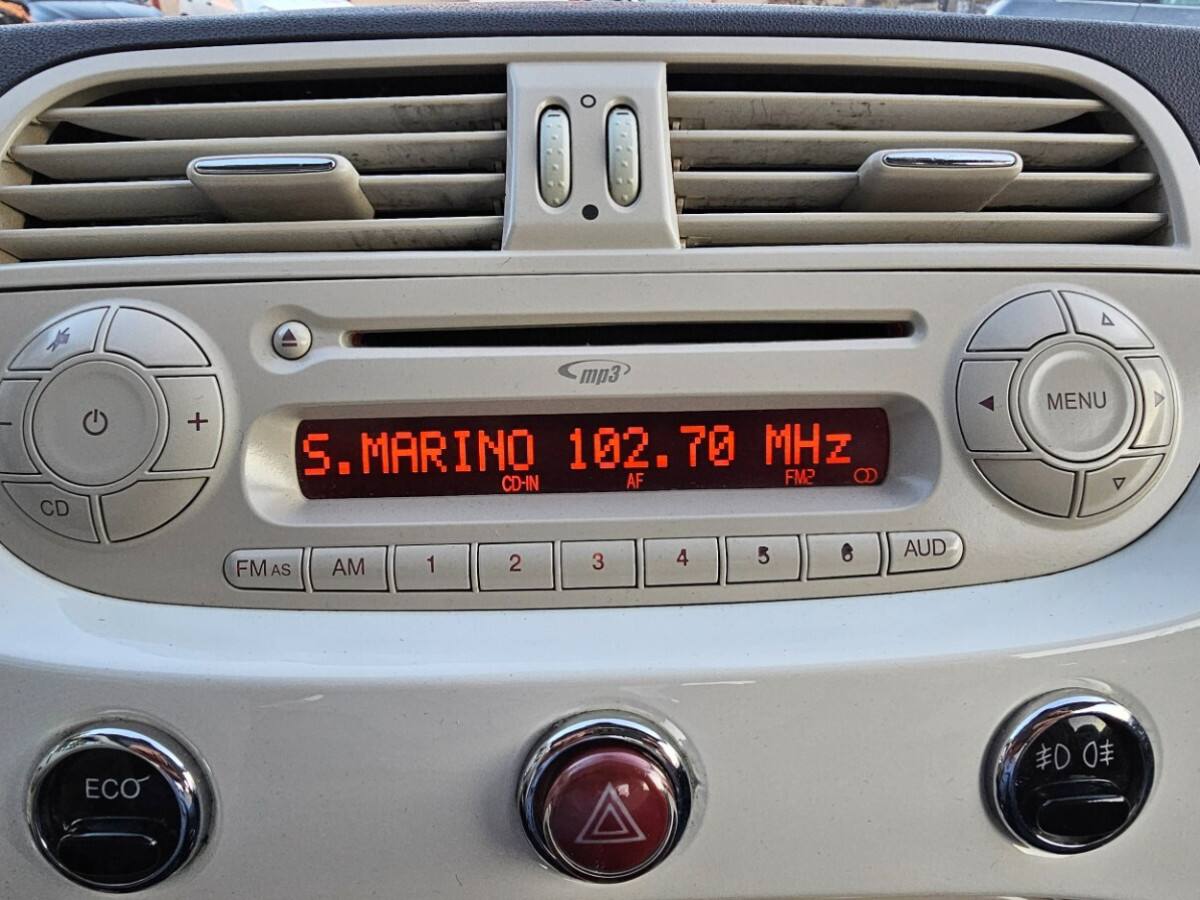 mp3
S.MARINO 102.70 MHz
CD-IN AF FM2
MENU
CD
FM AS AM 1 2 3 4 5 6 AUD
ECO